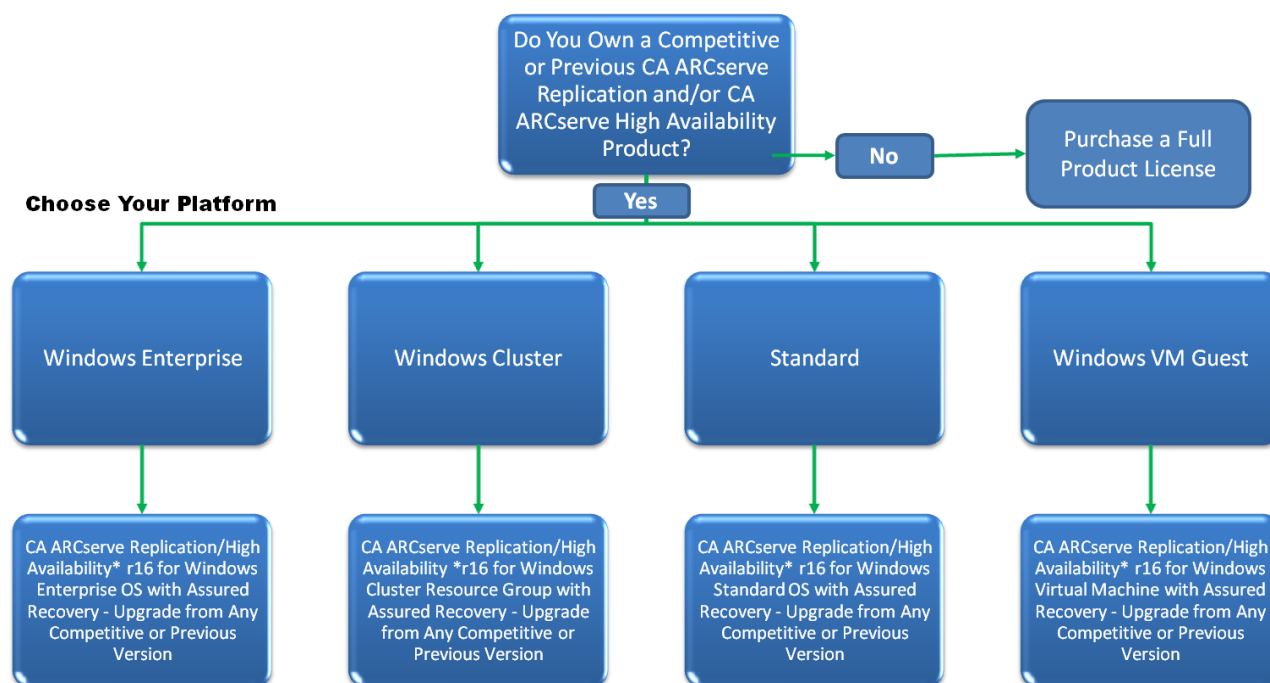 Do You Own a Competitive
or Previous CA ARCserve
Replication and/or CA
ARCserve High Availability
Product?
No
Purchase a Full
Product License
Yes
Choose Your Platform
Windows Enterprise
Windows Cluster
Standard
Windows VM Guest
CA ARCserve Replication/High
Availability* r16 for Windows
Enterprise OS with Assured
Recovery - Upgrade from Any
Competitive or Previous
Version
CA ARCserve Replication/High
Availability *r16 for Windows
Cluster Resource Group with
Assured Recovery - Upgrade
from Any Competitive or
Previous Version
CA ARCserve Replication/High
Availability* r16 for Windows
Standard OS with Assured
Recovery - Upgrade from Any
Competitive or Previous
Version
CA ARCserve Replication/High
Availability* r16 for Windows
Virtual Machine with Assured
Recovery - Upgrade from Any
Competitive or Previous
Version